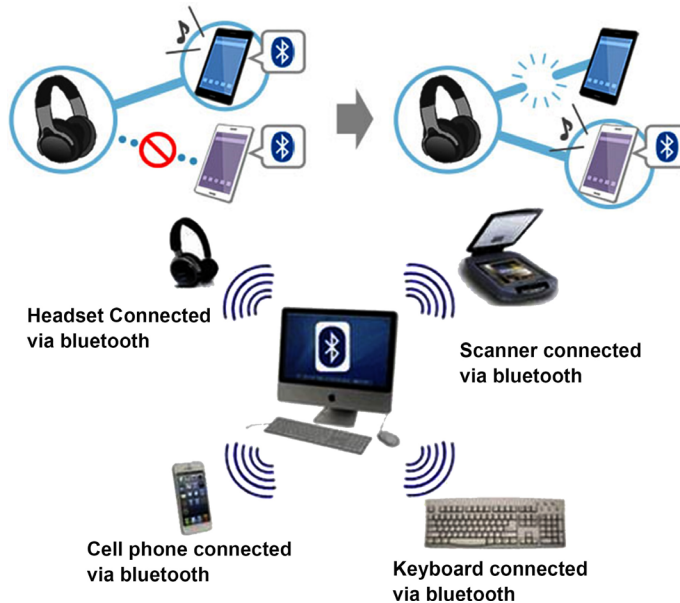 Headset Connected
via bluetooth
Scanner connected
via bluetooth
Cell phone connected
via bluetooth
Keyboard connected
via bluetooth